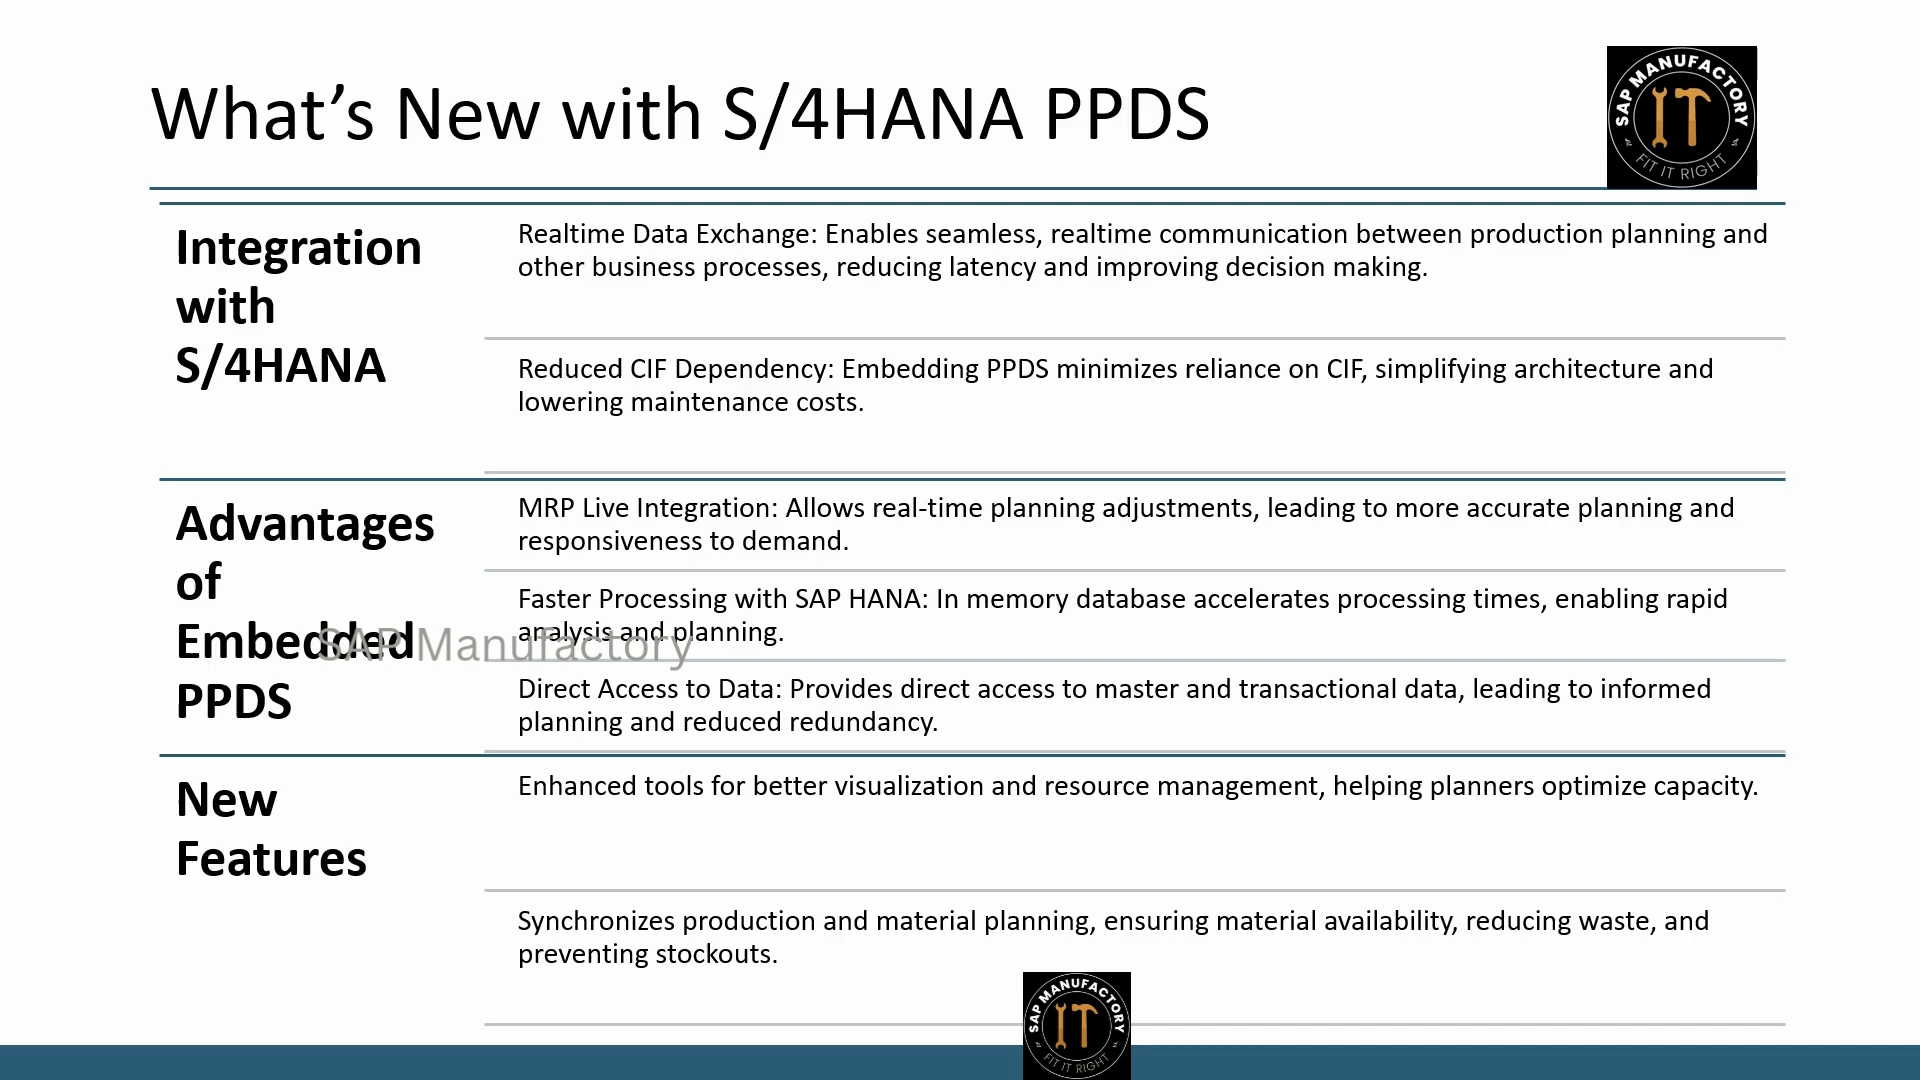 What's New with S/4HANA PPDS
SAP MANUFACTORY
IT
FIT IT RIGHT
Integration
with
S/4HANA
Realtime Data Exchange: Enables seamless, realtime communication between production planning and
other business processes, reducing latency and improving decision making.
Reduced CIF Dependency: Embedding PPDS minimizes reliance on CIF, simplifying architecture and
lowering maintenance costs.
Advantages
of
Embedded
PPDS
MRP Live Integration: Allows real-time planning adjustments, leading to more accurate planning and
responsiveness to demand.
Faster Processing with SAP HANA: In memory database accelerates processing times, enabling rapid
analysis and planning.
SAP Manufactory
Direct Access to Data: Provides direct access to master and transactional data, leading to informed
planning and reduced redundancy.
New
Features
Enhanced tools for better visualization and resource management, helping planners optimize capacity.
Synchronizes production and material planning, ensuring material availability, reducing waste, and
preventing stockouts.
SAP MANUFACTORY
IT
FIT IT RIGHT